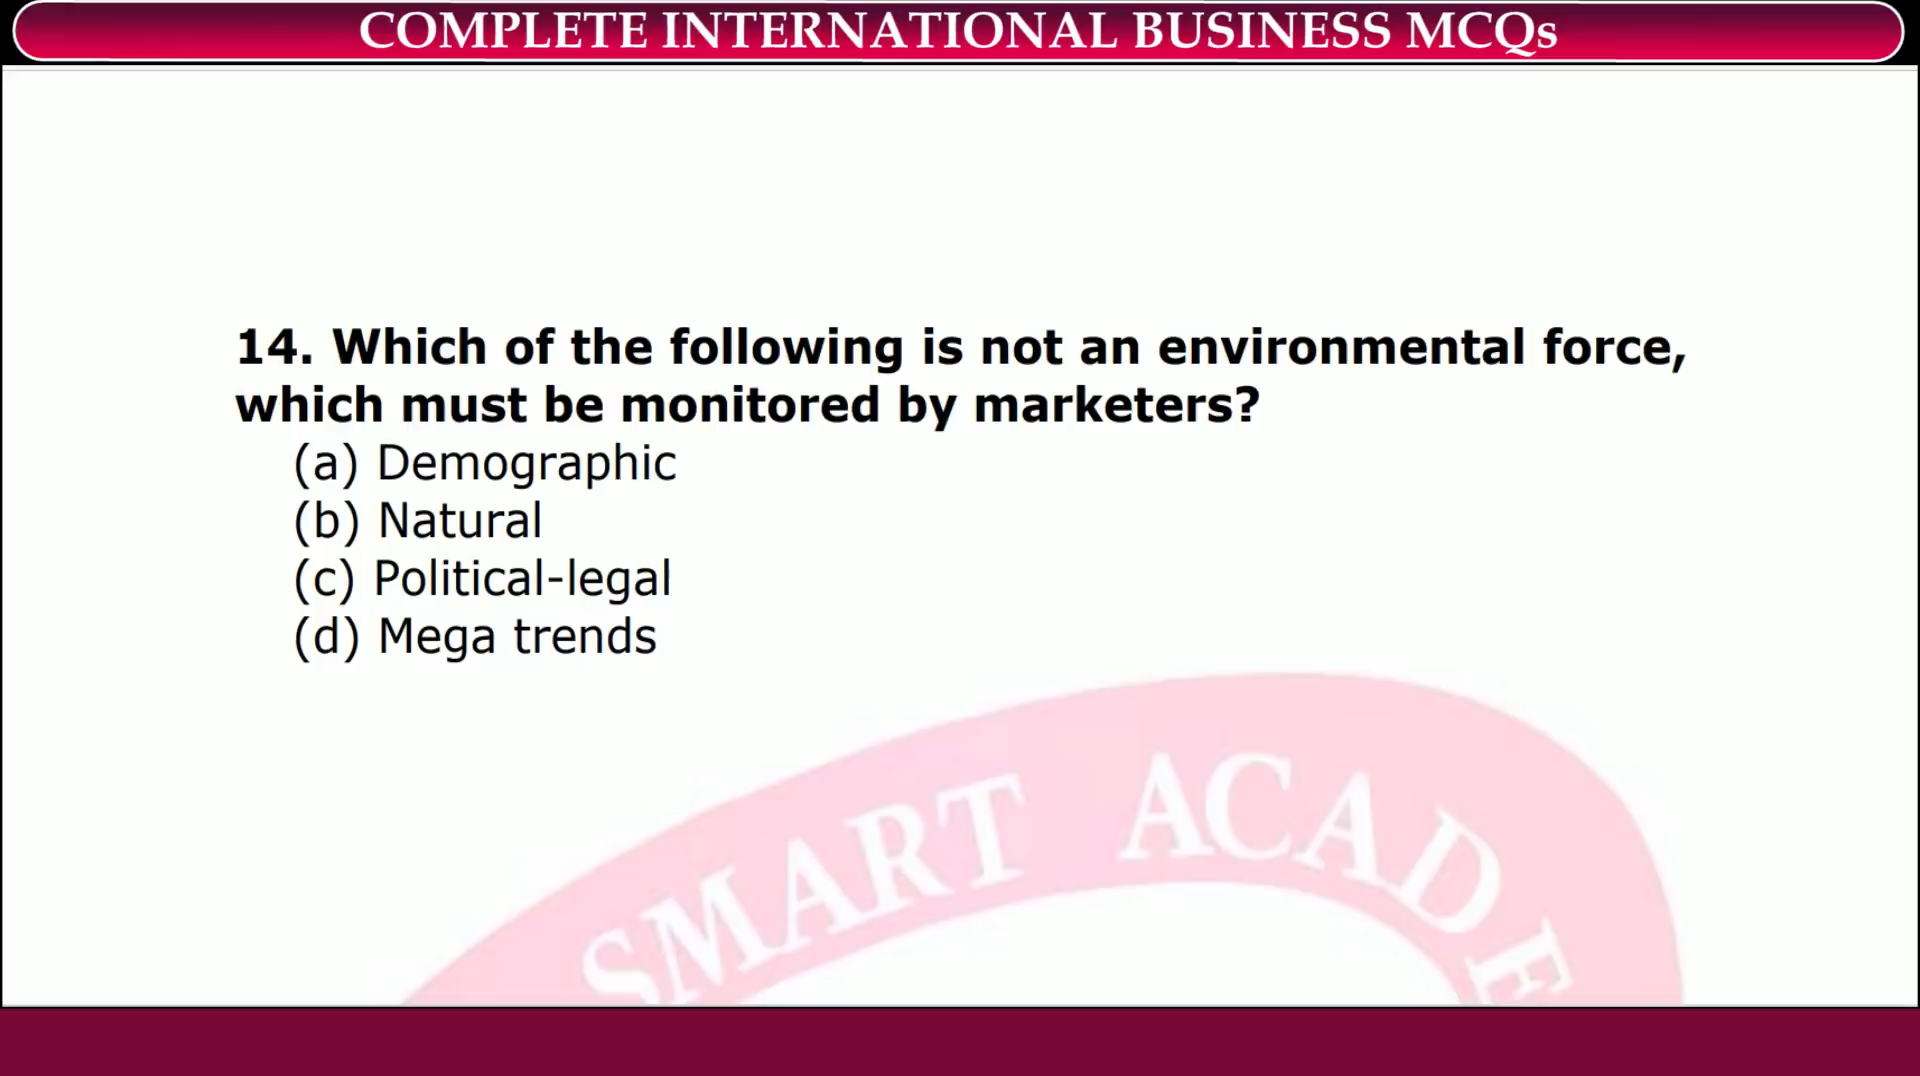 COMPLETE INTERNATIONAL BUSINESS MCQs
14. Which of the following is not an environmental force,
which must be monitored by marketers?
(a) Demographic
(b) Natural
(c) Political-legal
(d) Mega trends
SMART ACADE